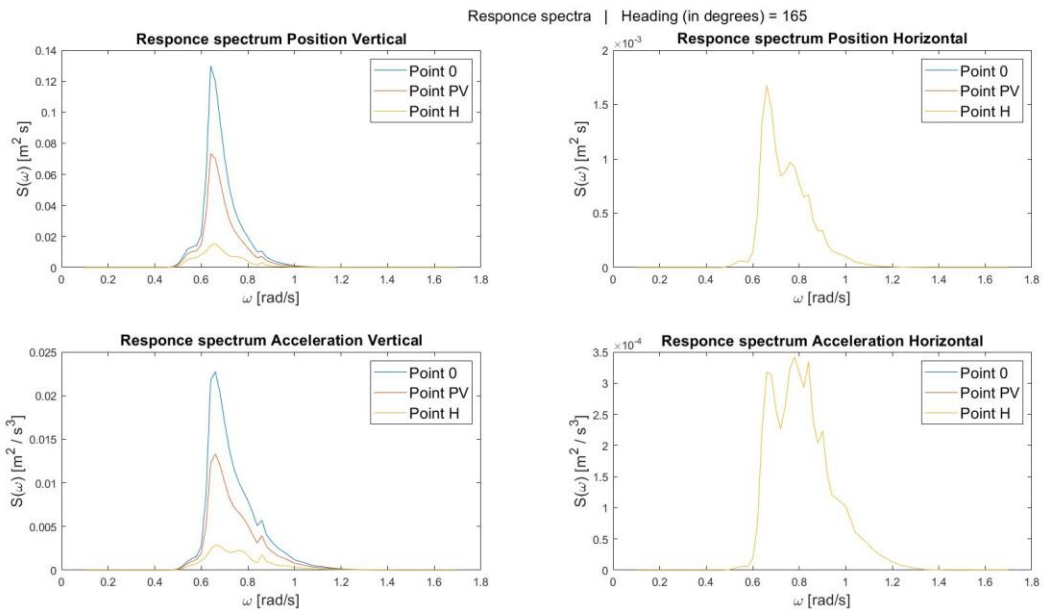 Responce spectra | Heading (in degrees) = 165
Responce spectrum Position Vertical
0.14
0.12
0.1
0.08
0.06
0.04
0.02
0
S(ω) [m² s]
Point 0
Point PV
Point H
0 0.2 0.4 0.6 0.8 1 1.2 1.4 1.6 1.8
ω [rad/s]
Responce spectrum Position Horizontal
×10⁻³
2
1.5
1
0.5
0
S(ω) [m² s]
Point 0
Point PV
Point H
0 0.2 0.4 0.6 0.8 1 1.2 1.4 1.6 1.8
ω [rad/s]
Responce spectrum Acceleration Vertical
0.025
0.02
0.015
0.01
0.005
0
S(ω) [m² / s³]
Point 0
Point PV
Point H
0 0.2 0.4 0.6 0.8 1 1.2 1.4 1.6 1.8
ω [rad/s]
Responce spectrum Acceleration Horizontal
×10⁻⁴
3.5
3
2.5
2
1.5
1
0.5
0
S(ω) [m² / s³]
Point 0
Point PV
Point H
0 0.2 0.4 0.6 0.8 1 1.2 1.4 1.6 1.8
ω [rad/s]